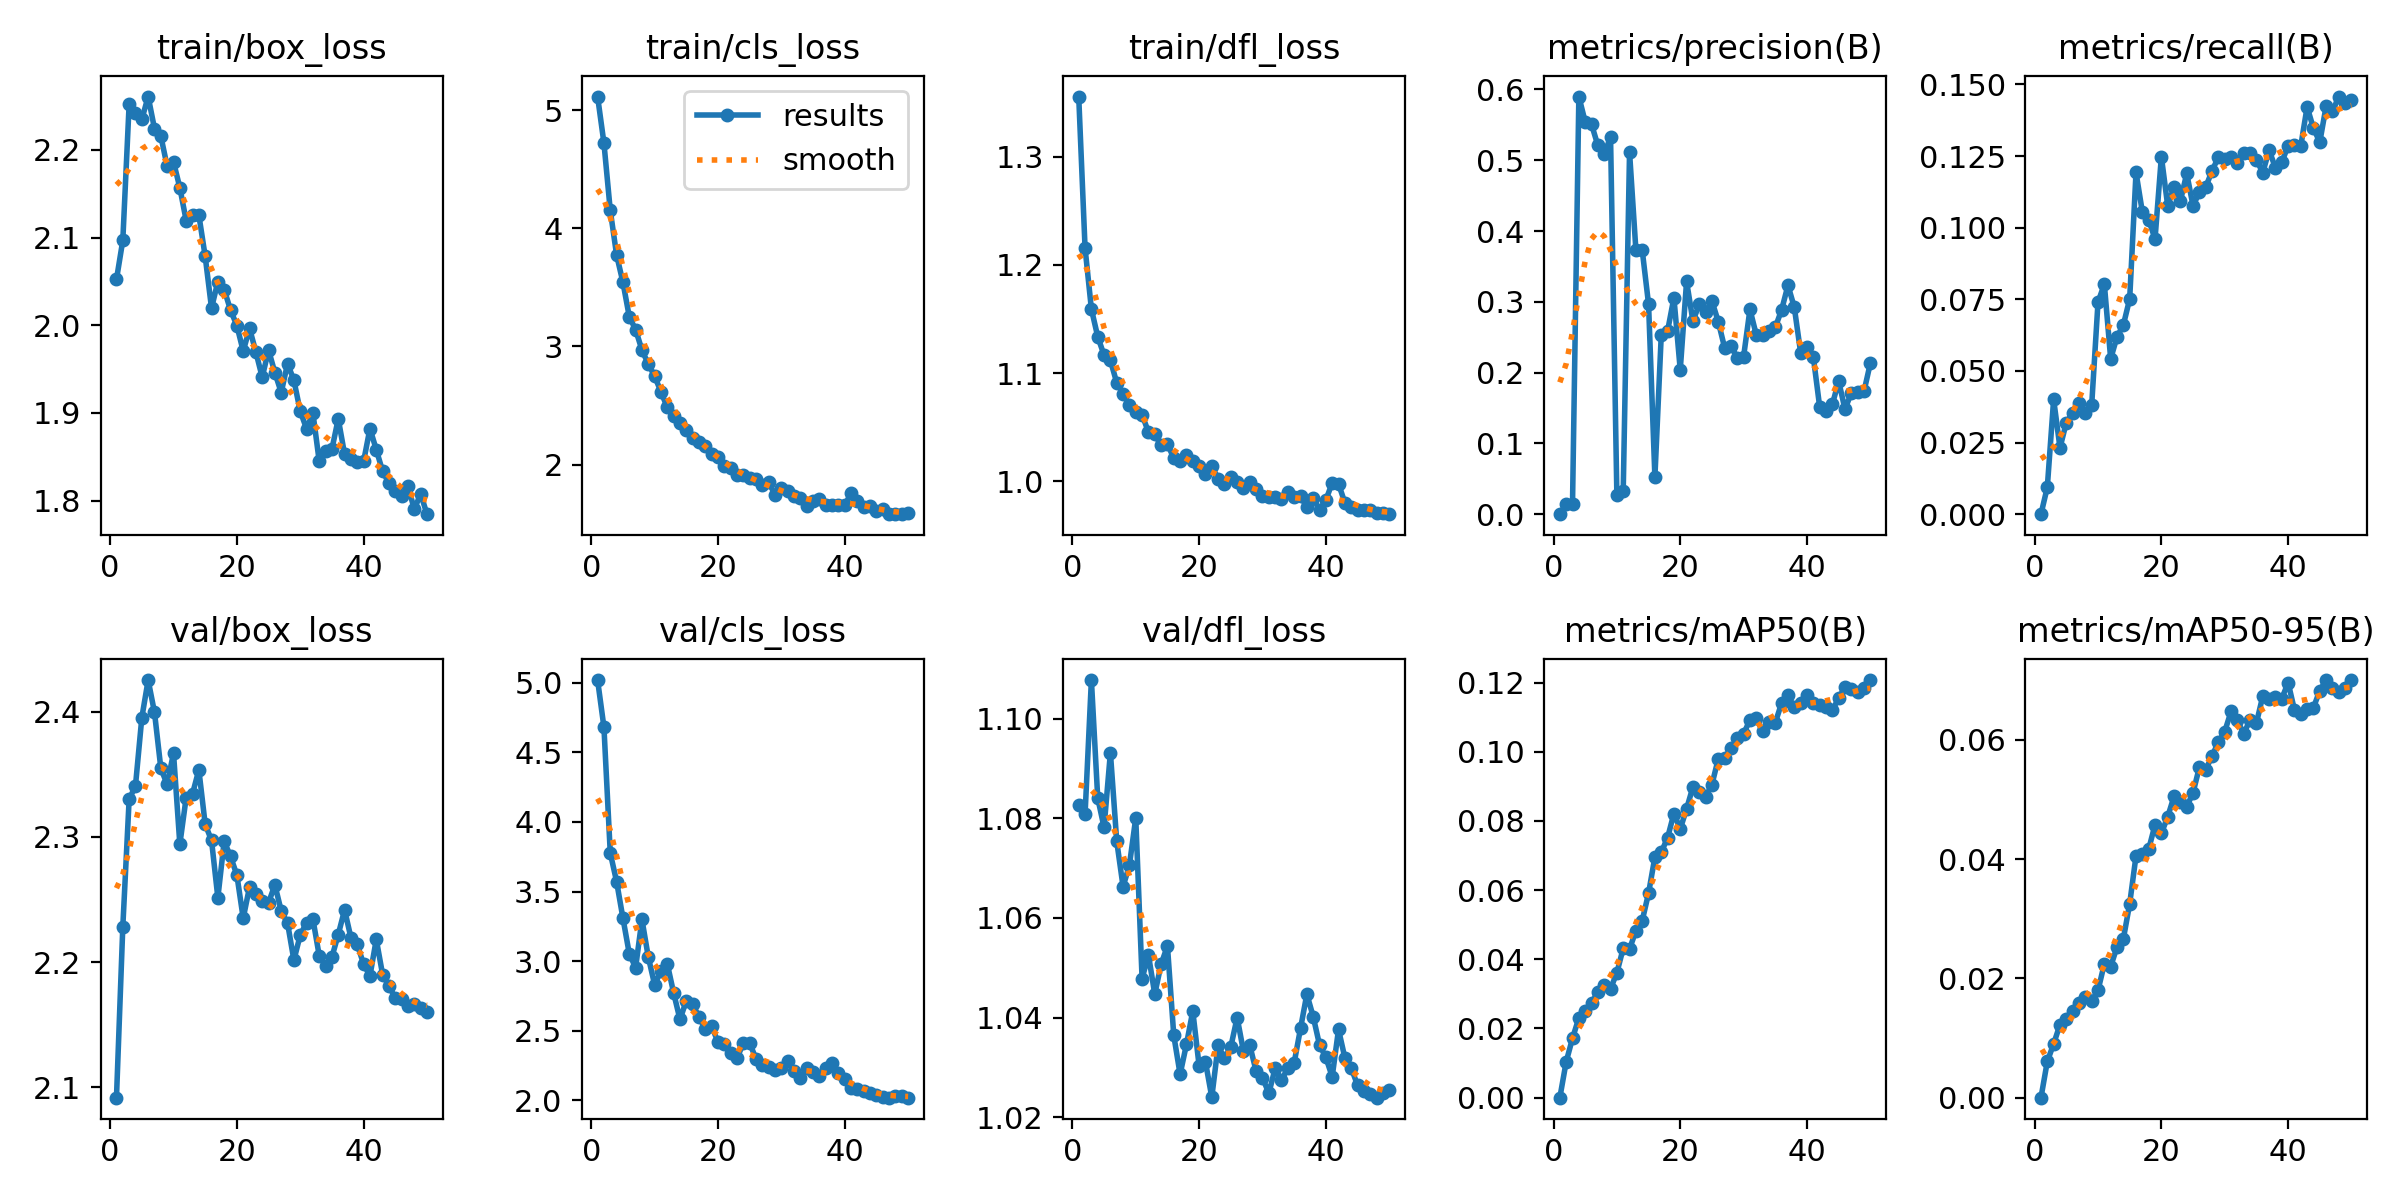 train/box_loss
2.2
2.1
2.0
1.9
1.8
0 20 40
train/cls_loss
results
smooth
5
4
3
2
0 20 40
train/dfl_loss
1.3
1.2
1.1
1.0
0 20 40
metrics/precision(B)
0.6
0.5
0.4
0.3
0.2
0.1
0.0
0 20 40
metrics/recall(B)
0.150
0.125
0.100
0.075
0.050
0.025
0.000
0 20 40
val/box_loss
2.4
2.3
2.2
2.1
0 20 40
val/cls_loss
5.0
4.5
4.0
3.5
3.0
2.5
2.0
0 20 40
val/dfl_loss
1.10
1.08
1.06
1.04
1.02
0 20 40
metrics/mAP50(B)
0.12
0.10
0.08
0.06
0.04
0.02
0.00
0 20 40
metrics/mAP50-95(B)
0.06
0.04
0.02
0.00
0 20 40